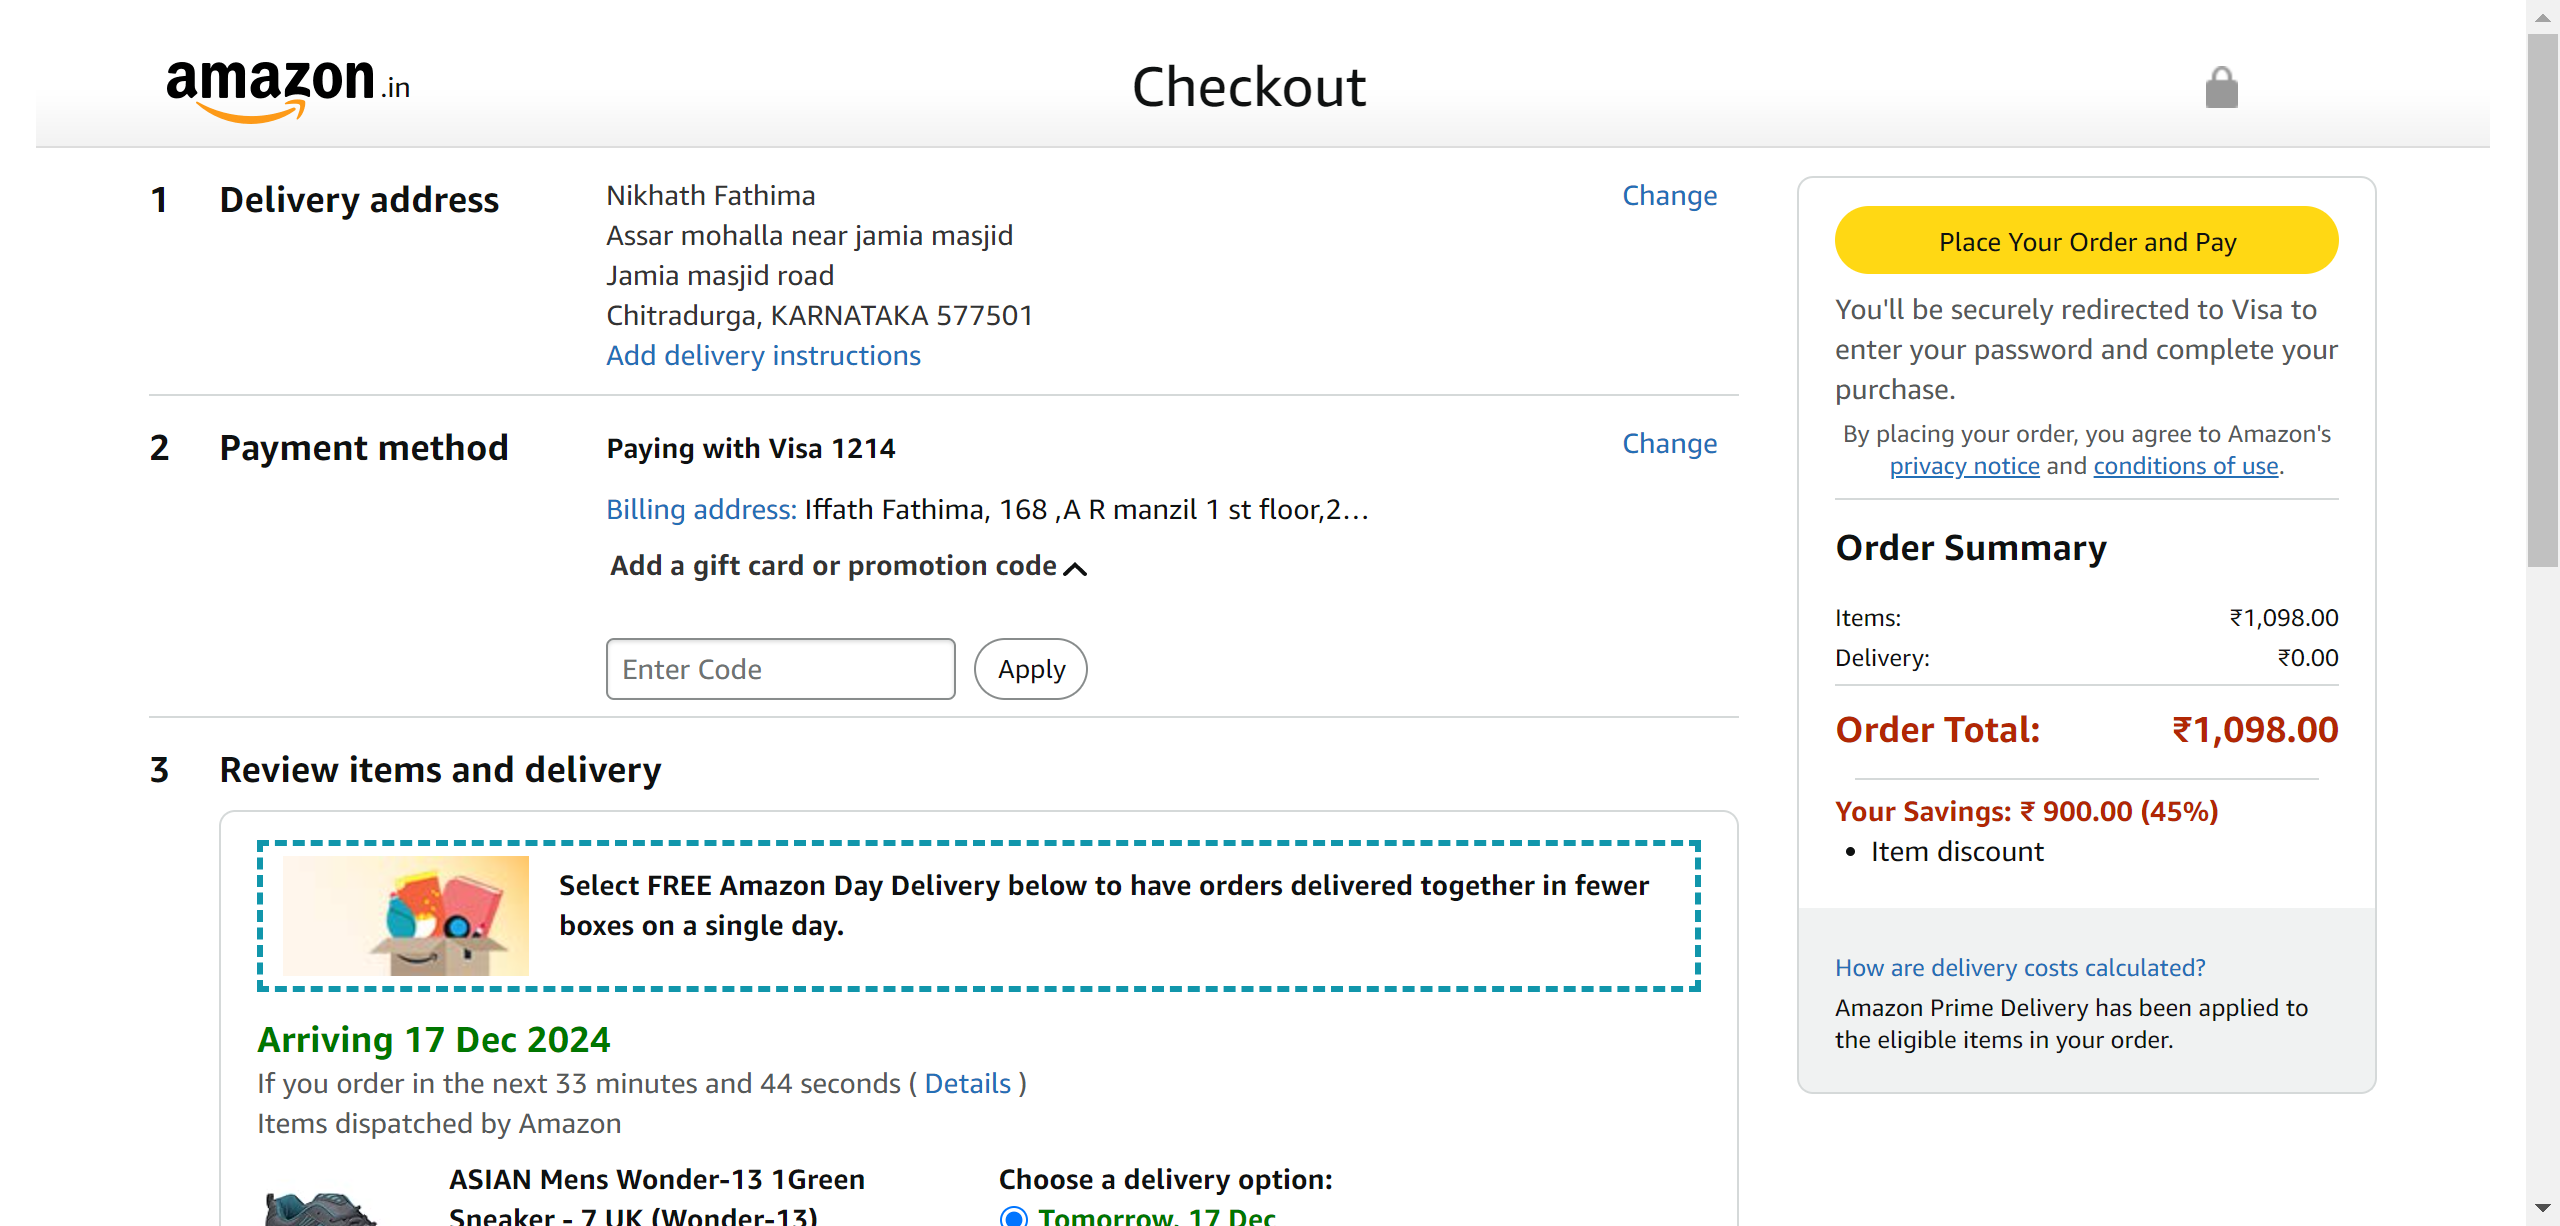 amazon.in
Checkout
1 Delivery address
Nikhath Fathima
Assar mohalla near jamia masjid
Jamia masjid road
Chitradurga, KARNATAKA 577501
Add delivery instructions
Change
2 Payment method
Paying with Visa 1214
Change
Billing address: Iffath Fathima, 168 ,A R manzil 1 st floor,2...
Add a gift card or promotion code
Enter Code
Apply
3 Review items and delivery
Select FREE Amazon Day Delivery below to have orders delivered together in fewer
boxes on a single day.
Arriving 17 Dec 2024
If you order in the next 33 minutes and 44 seconds ( Details )
Items dispatched by Amazon
ASIAN Mens Wonder-13 1Green
Sneaker - 7 UK (Wonder-13)
Choose a delivery option:
Tomorrow, 17 Dec
Place Your Order and Pay
You'll be securely redirected to Visa to
enter your password and complete your
purchase.
By placing your order, you agree to Amazon's
privacy notice and conditions of use.
Order Summary
Items: ₹1,098.00
Delivery: ₹0.00
Order Total: ₹1,098.00
Your Savings: ₹ 900.00 (45%)
• Item discount
How are delivery costs calculated?
Amazon Prime Delivery has been applied to
the eligible items in your order.